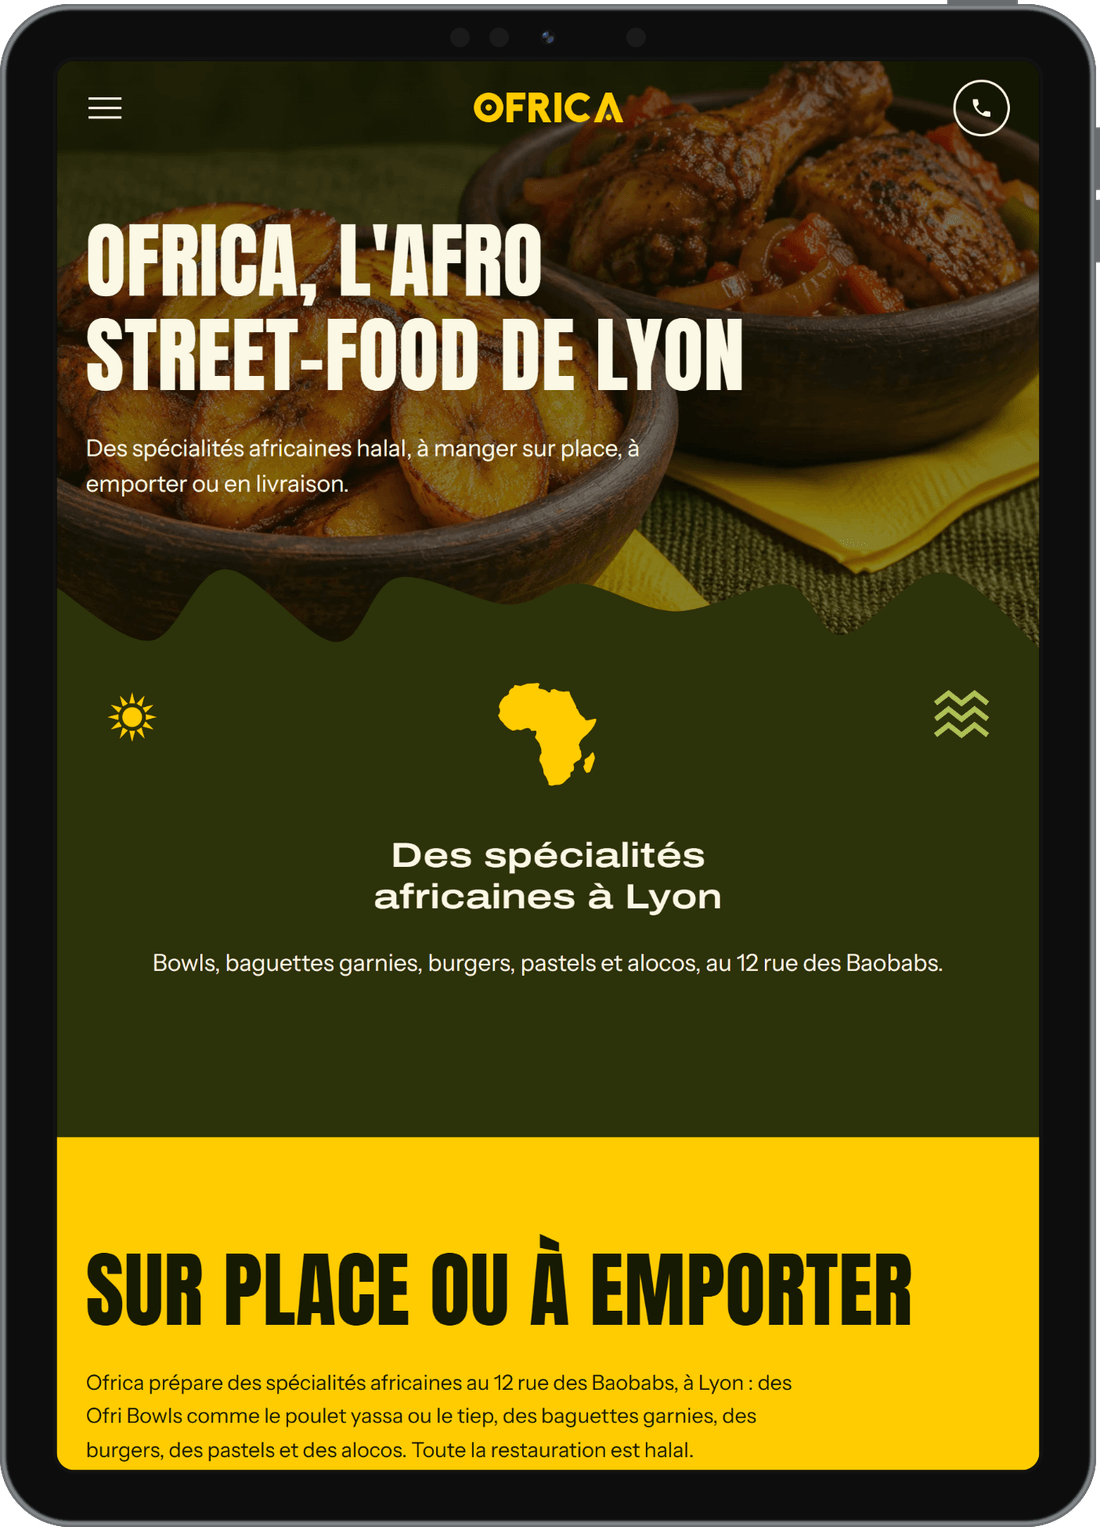 OFRICA
OFRICA, L'AFRO
STREET-FOOD DE LYON
Des spécialités africaines halal, à manger sur place, à
emporter ou en livraison.
Des spécialités
africaines à Lyon
Bowls, baguettes garnies, burgers, pastels et alocos, au 12 rue des Baobabs.
SUR PLACE OU À EMPORTER
Ofrica prépare des spécialités africaines au 12 rue des Baobabs, à Lyon : des
Ofri Bowls comme le poulet yassa ou le tiep, des baguettes garnies, des
burgers, des pastels et des alocos. Toute la restauration est halal.